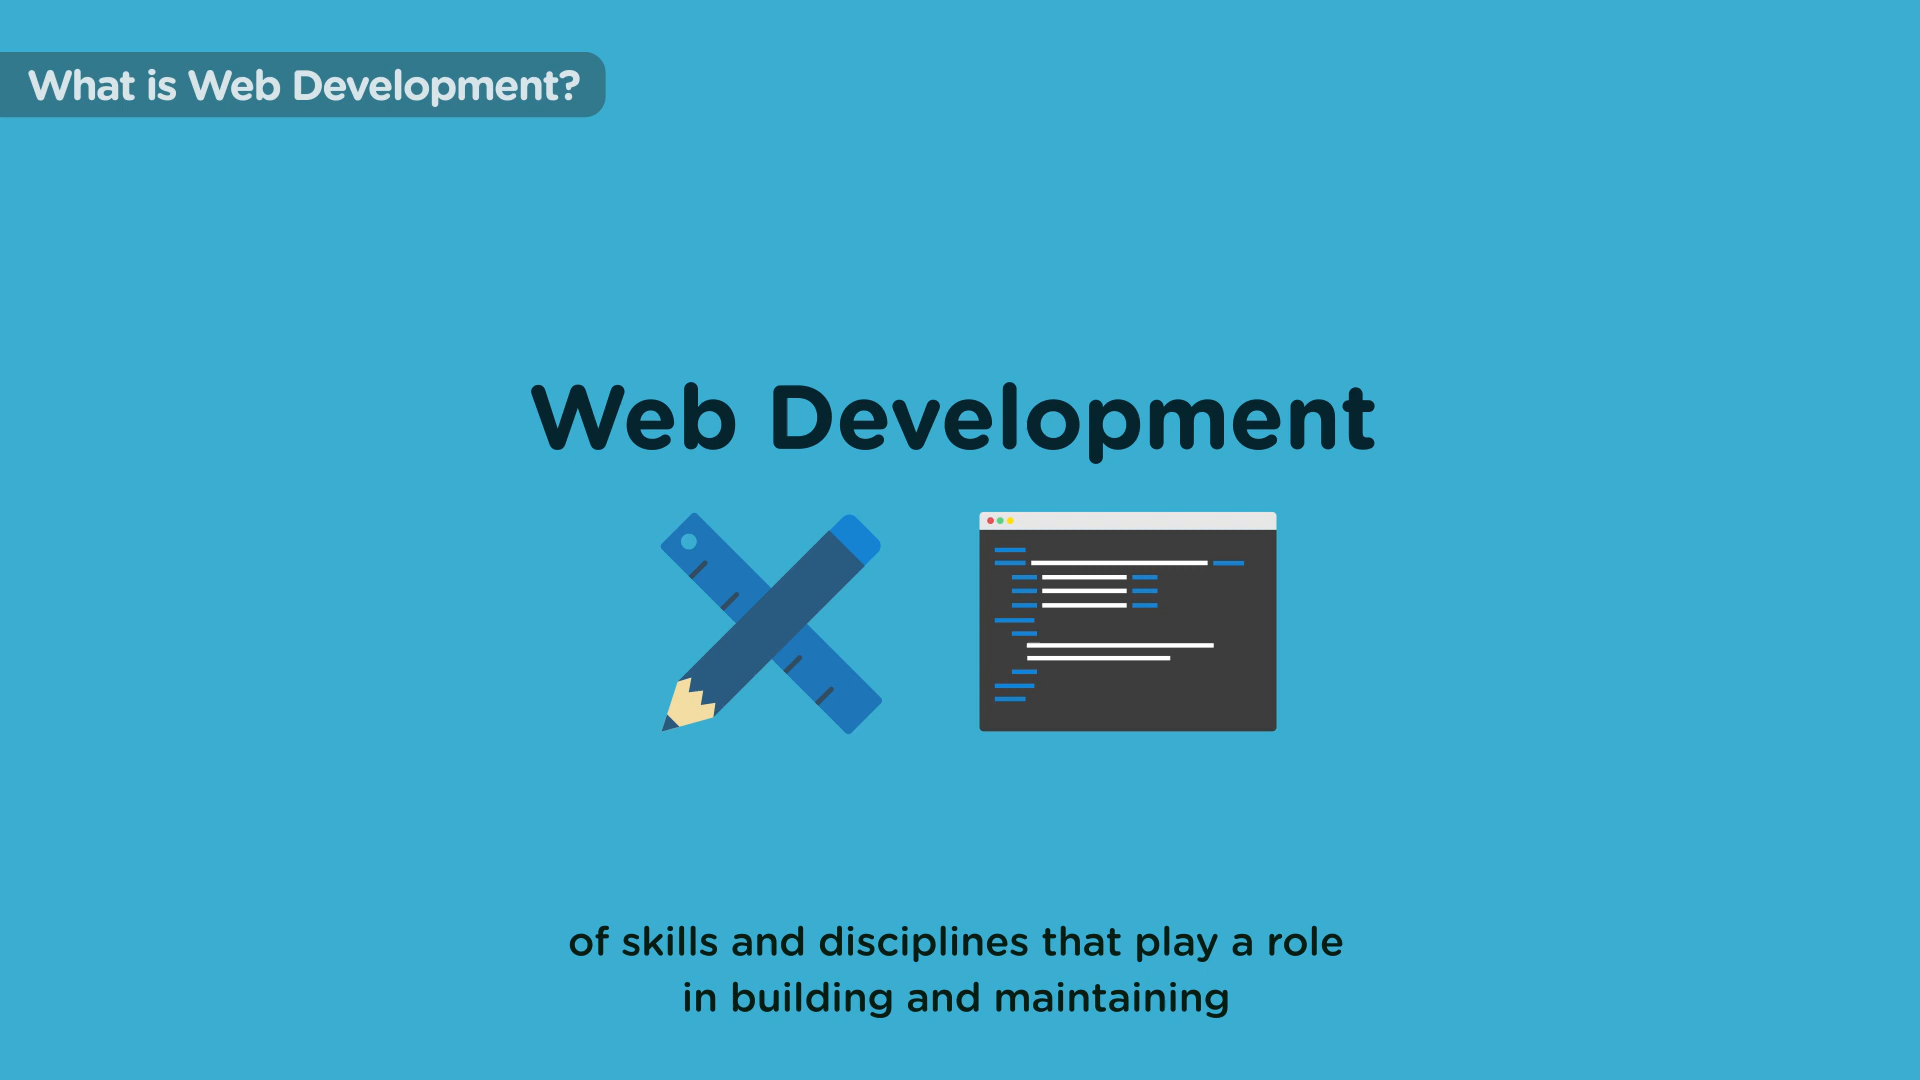 What is Web Development?
Web Development
of skills and disciplines that play a role
in building and maintaining